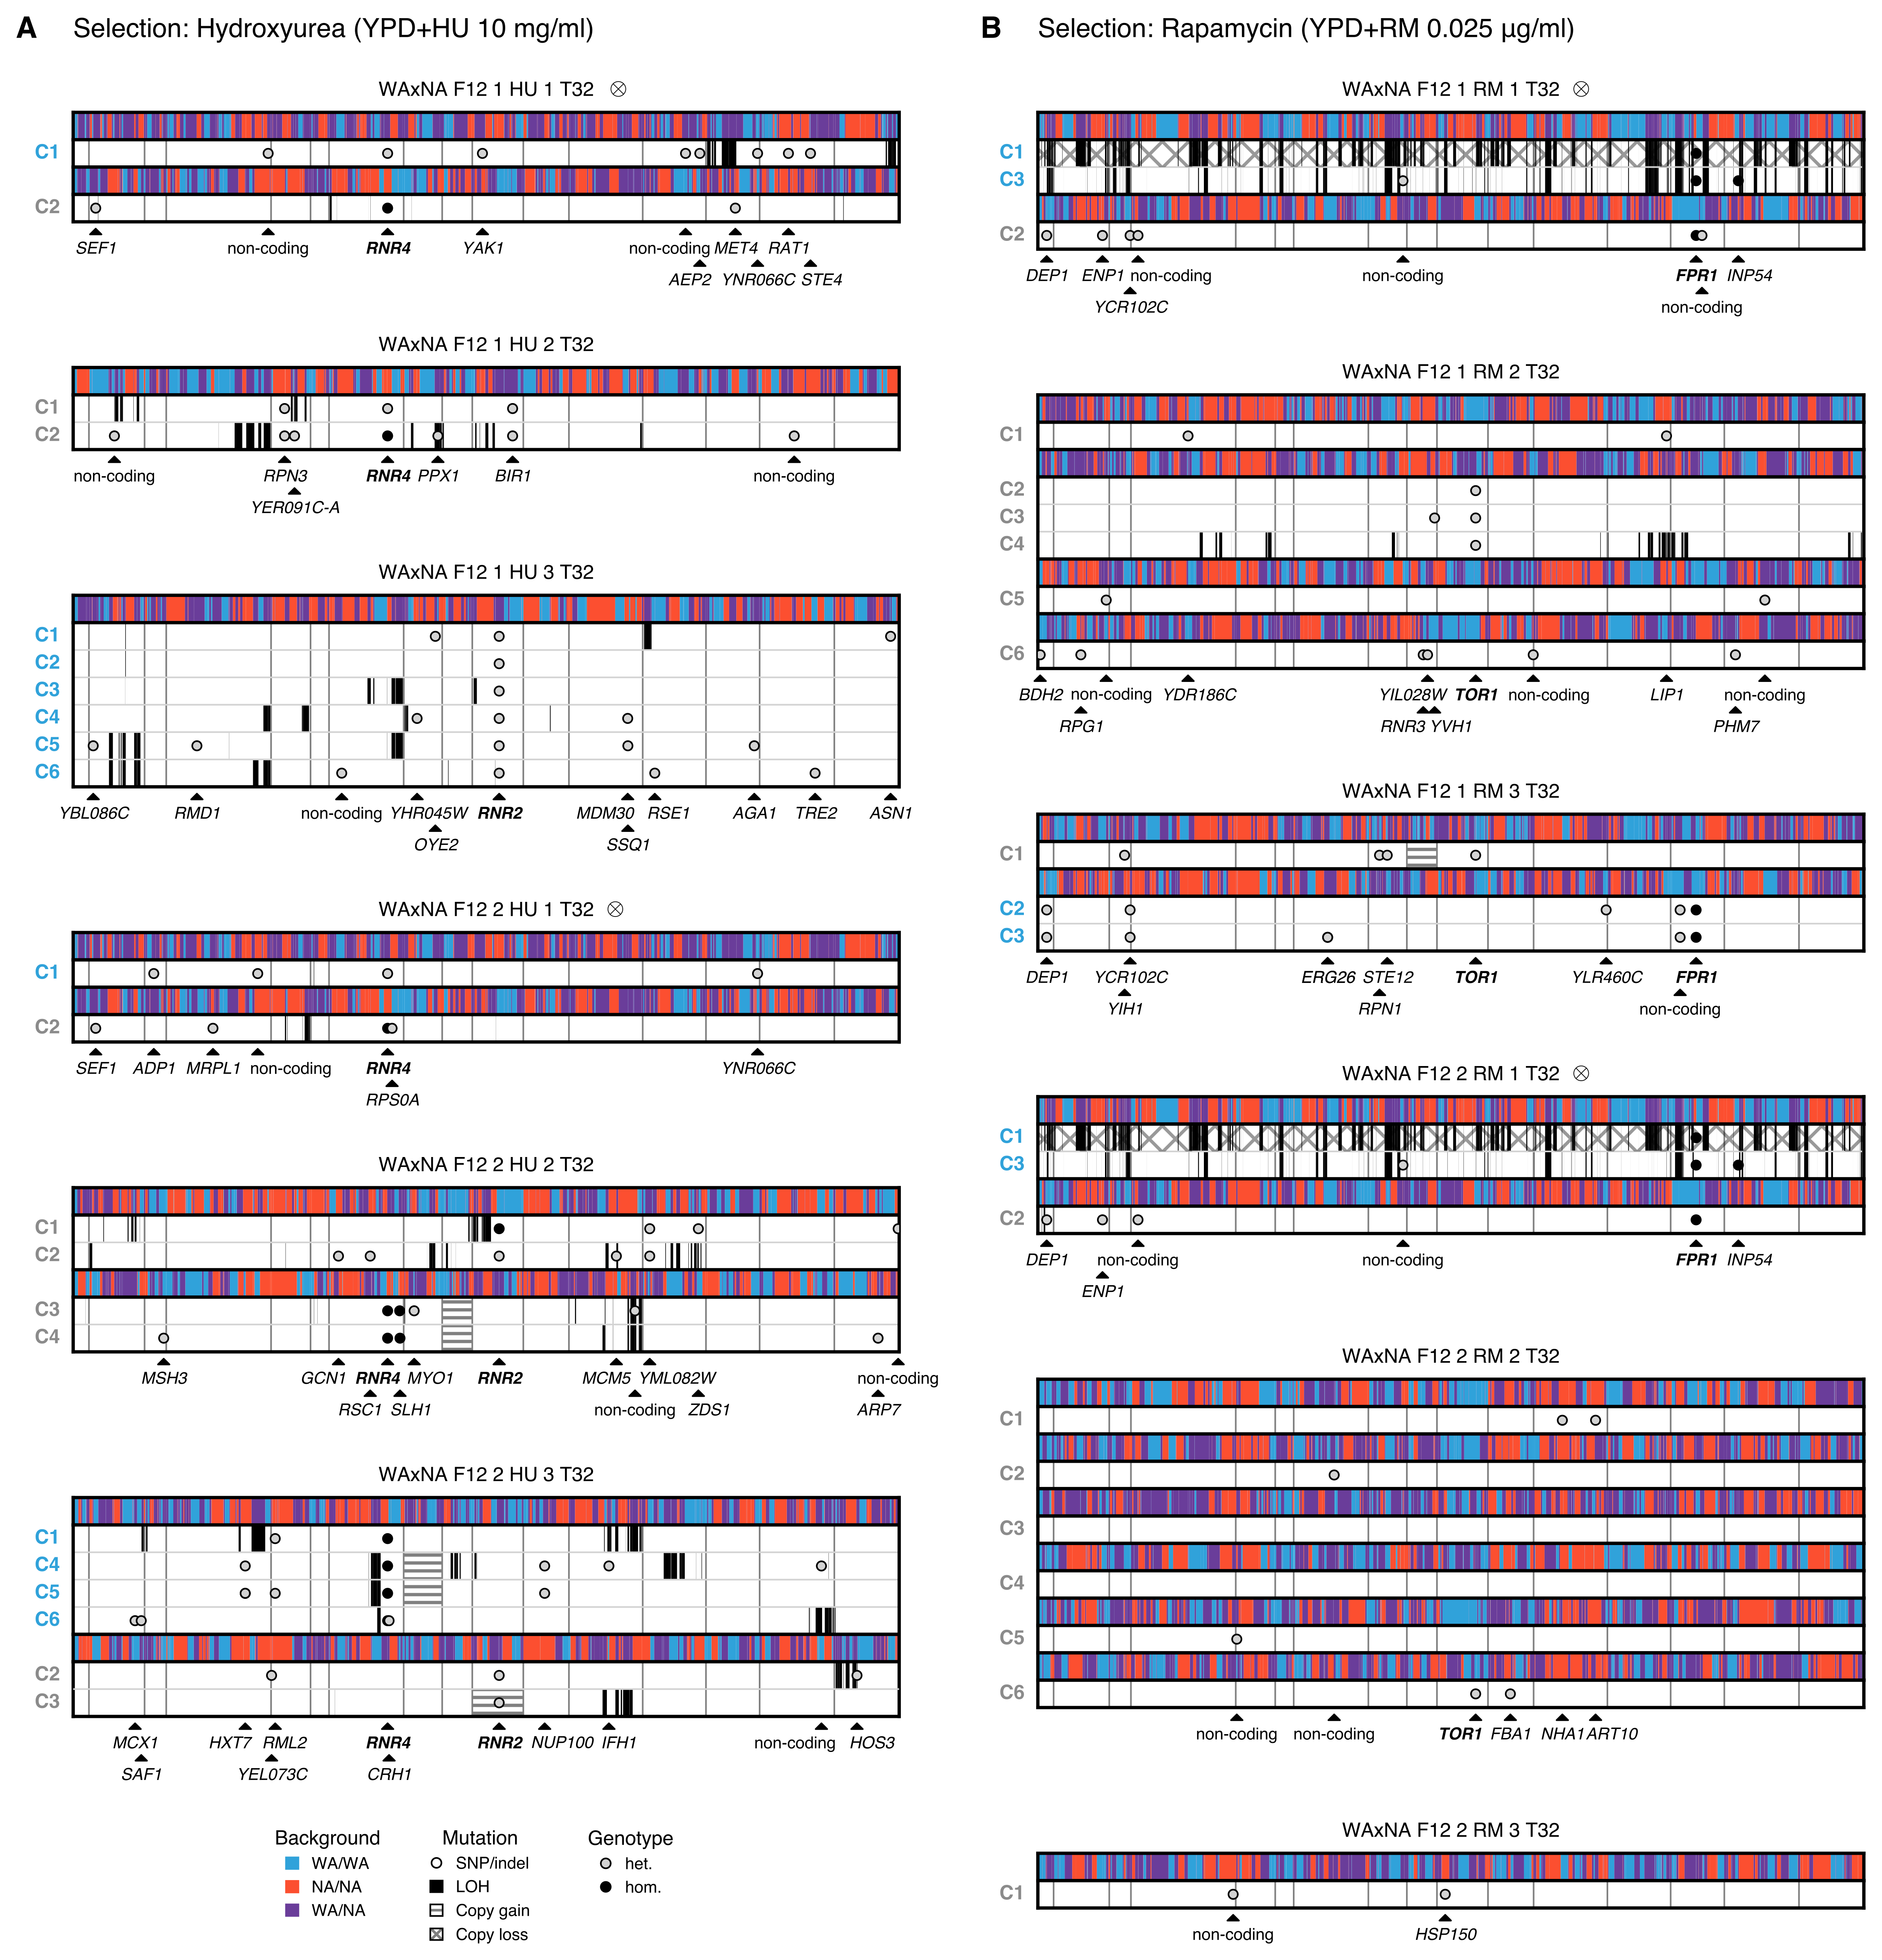 A Selection: Hydroxyurea (YPD+HU 10 mg/ml)
WAxNA F12 1 HU 1 T32 ⊗
C1
C2
SEF1 non-coding RNR4 YAK1 non-coding MET4 RAT1
AEP2 YNR066C STE4
WAxNA F12 1 HU 2 T32
C1
C2
non-coding RPN3 RNR4 PPX1 BIR1 non-coding
YER091C-A
WAxNA F12 1 HU 3 T32
C1
C2
C3
C4
C5
C6
YBL086C RMD1 non-coding YHR045W RNR2 MDM30 RSE1 AGA1 TRE2 ASN1
OYE2 SSQ1
WAxNA F12 2 HU 1 T32 ⊗
C1
C2
SEF1 ADP1 MRPL1 non-coding RNR4 YNR066C
RPS0A
WAxNA F12 2 HU 2 T32
C1
C2
C3
C4
MSH3 GCN1 RNR4 MYO1 RNR2 MCM5 YML082W non-coding
RSC1 SLH1 non-coding ZDS1 ARP7
WAxNA F12 2 HU 3 T32
C1
C4
C5
C6
C2
C3
MCX1 HXT7 RML2 RNR4 RNR2 NUP100 IFH1 non-coding HOS3
SAF1 YEL073C CRH1
Background
WA/WA
NA/NA
WA/NA
Mutation
SNP/indel
LOH
Copy gain
Copy loss
Genotype
het.
hom.
B Selection: Rapamycin (YPD+RM 0.025 µg/ml)
WAxNA F12 1 RM 1 T32 ⊗
C1
C3
C2
DEP1 ENP1 non-coding non-coding FPR1 INP54
YCR102C non-coding
WAxNA F12 1 RM 2 T32
C1
C2
C3
C4
C5
C6
BDH2 non-coding YDR186C YIL028W TOR1 non-coding LIP1 non-coding
RPG1 RNR3 YVH1 PHM7
WAxNA F12 1 RM 3 T32
C1
C2
C3
DEP1 YCR102C ERG26 STE12 TOR1 YLR460C FPR1
YIH1 RPN1 non-coding
WAxNA F12 2 RM 1 T32 ⊗
C1
C3
C2
DEP1 non-coding non-coding FPR1 INP54
ENP1
WAxNA F12 2 RM 2 T32
C1
C2
C3
C4
C5
C6
non-coding non-coding TOR1 FBA1 NHA1 ART10
WAxNA F12 2 RM 3 T32
C1
non-coding HSP150